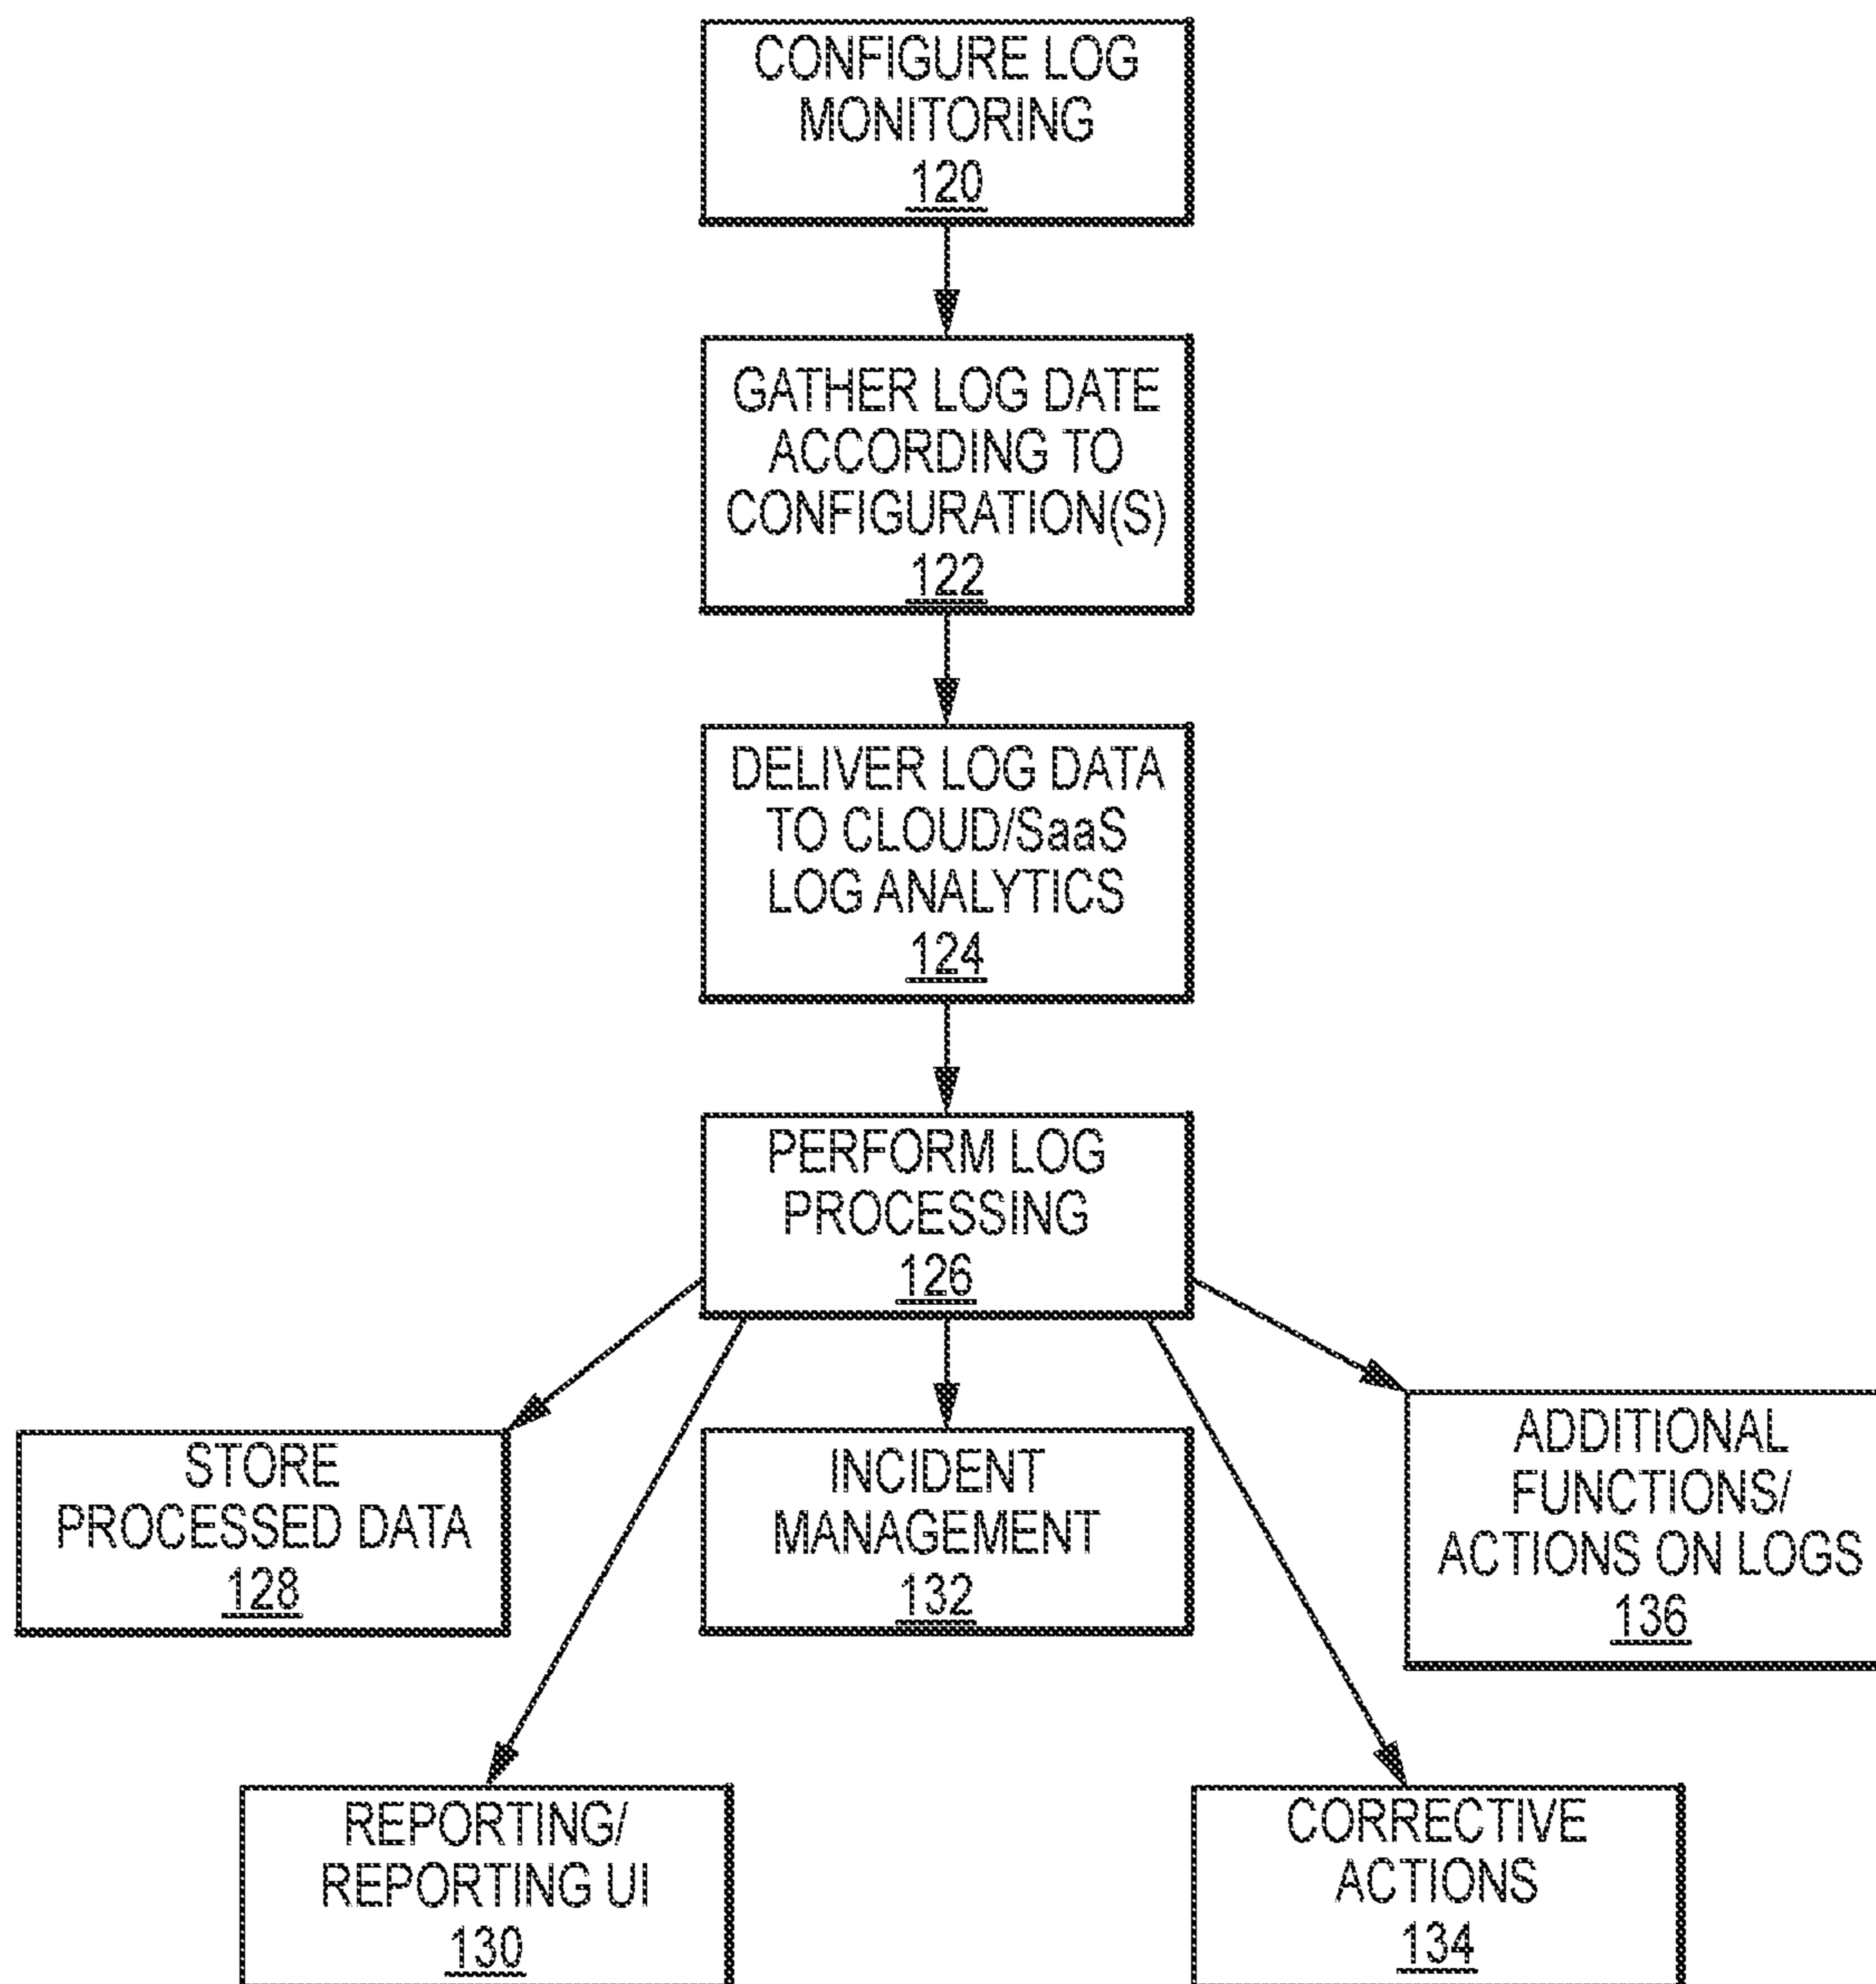 CONFIGURE LOG
MONITORING
120
GATHER LOG DATE
ACCORDING TO
CONFIGURATION(S)
122
DELIVER LOG DATA
TO CLOUD/SaaS
LOG ANALYTICS
124
PERFORM LOG
PROCESSING
126
STORE
PROCESSED DATA
128
INCIDENT
MANAGEMENT
132
ADDITIONAL
FUNCTIONS/
ACTIONS ON LOGS
136
REPORTING/
REPORTING UI
130
CORRECTIVE
ACTIONS
134